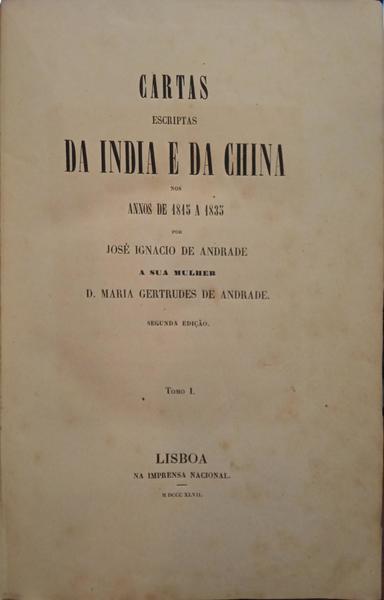 CARTAS
ESCRIPTAS
DA INDIA E DA CHINA
NOS
ANNOS DE 1815 A 1835
POR
JOSÉ IGNACIO DE ANDRADE
A SUA MULHER
D. MARIA GERTRUDES DE ANDRADE.
SEGUNDA EDIÇÃO.
TOMO I.
LISBOA
NA IMPRENSA NACIONAL.
M DCCC XLVII.